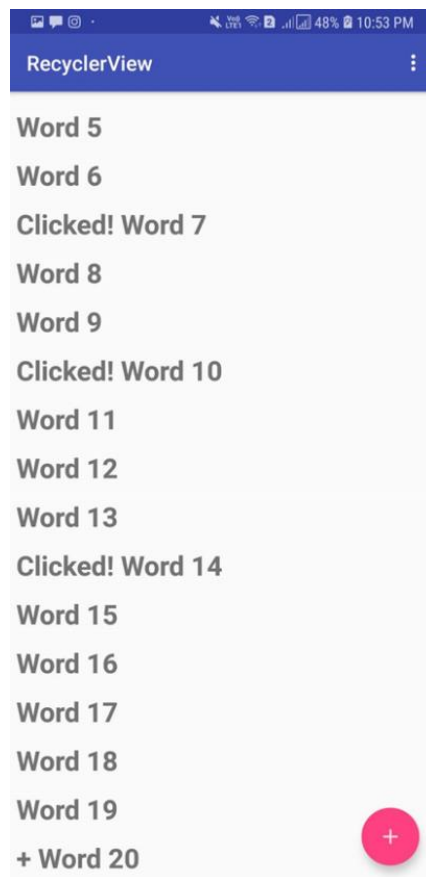 VoLTE1 2 48% 10:53 PM
RecyclerView
Word 5
Word 6
Clicked! Word 7
Word 8
Word 9
Clicked! Word 10
Word 11
Word 12
Word 13
Clicked! Word 14
Word 15
Word 16
Word 17
Word 18
Word 19
+ Word 20
+